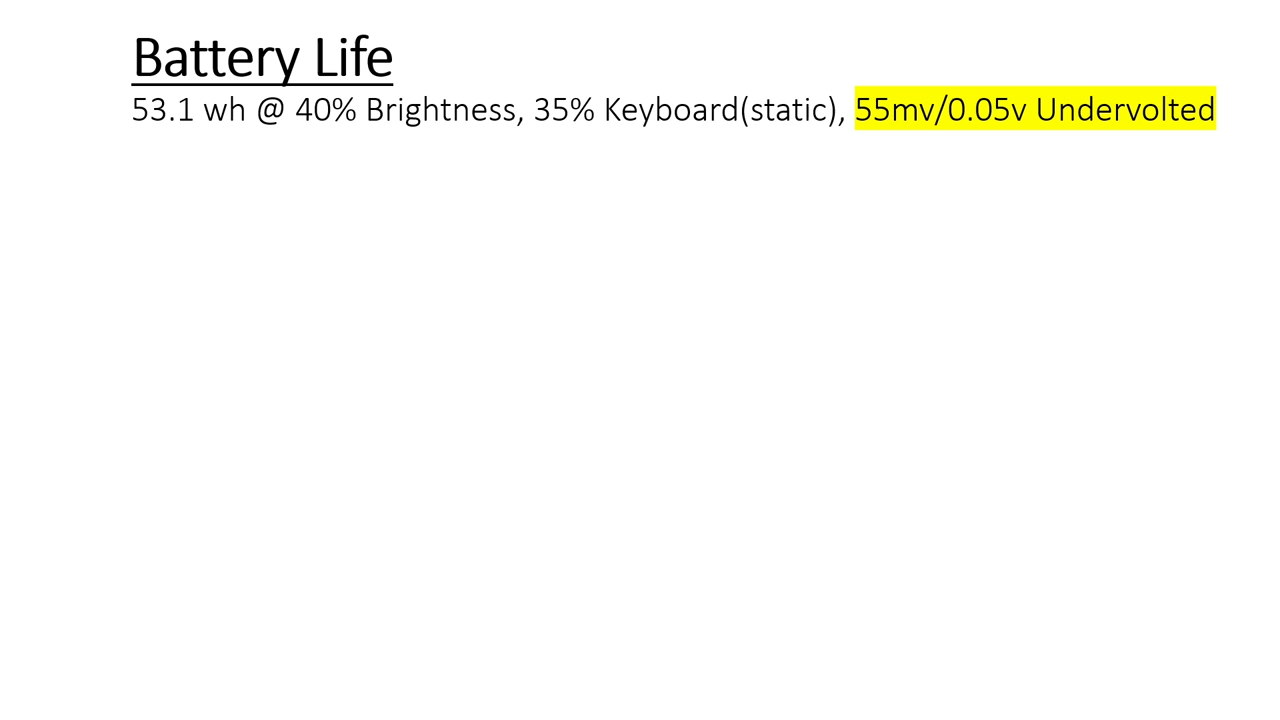 Battery Life
53.1 wh @ 40% Brightness, 35% Keyboard(static), 55mv/0.05v Undervolted